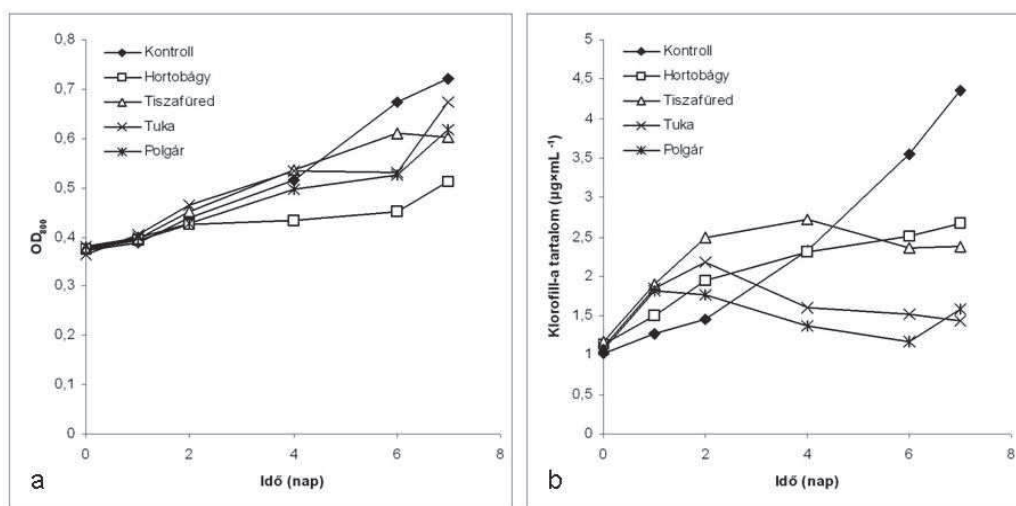 0,8
0,7
0,6
0,5
0,4
0,3
0,2
0,1
0
OD₈₀₀
Kontroll
Hortobágy
Tiszafüred
Tuka
Polgár
0 2 4 6 8
Idő (nap)
a
5
4,5
4
3,5
3
2,5
2
1,5
1
0,5
0
Klorofill-a tartalom (µg×mL⁻¹)
Kontroll
Hortobágy
Tiszafüred
Tuka
Polgár
0 2 4 6 8
Idő (nap)
b